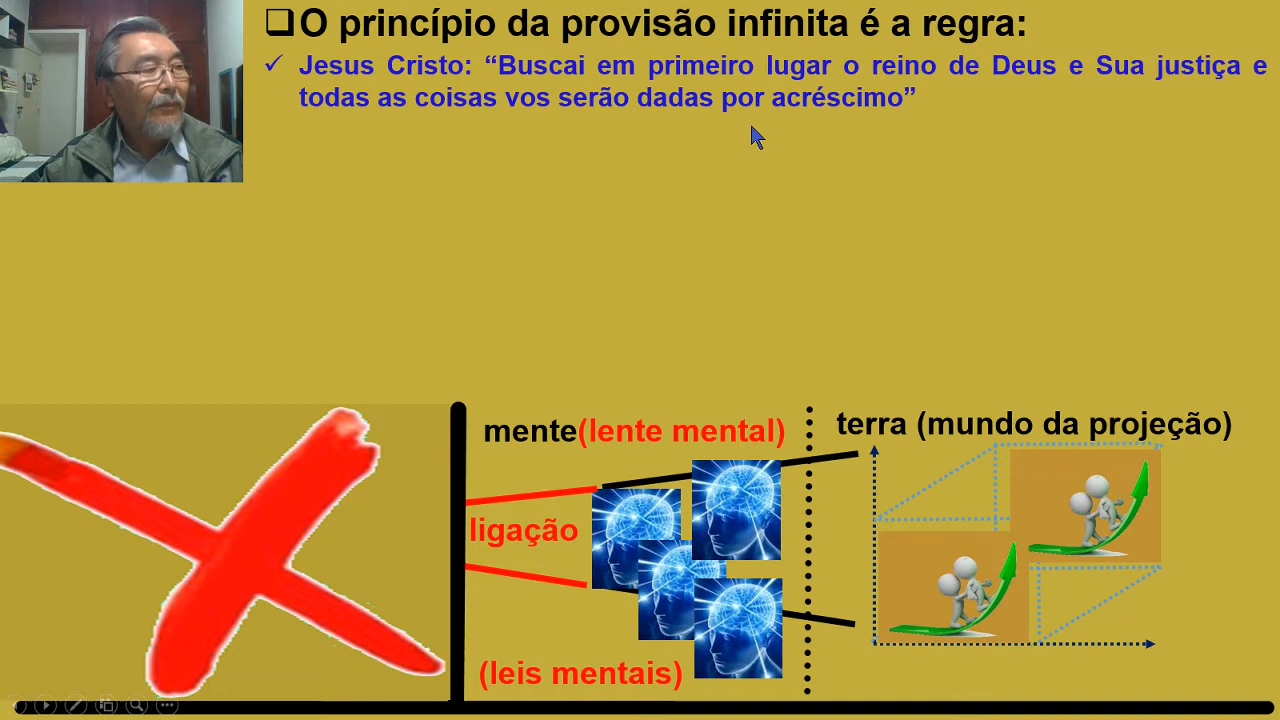 O princípio da provisão infinita é a regra:
Jesus Cristo: “Buscai em primeiro lugar o reino de Deus e Sua justiça e
todas as coisas vos serão dadas por acréscimo”
mente(lente mental)
terra (mundo da projeção)
ligação
(leis mentais)